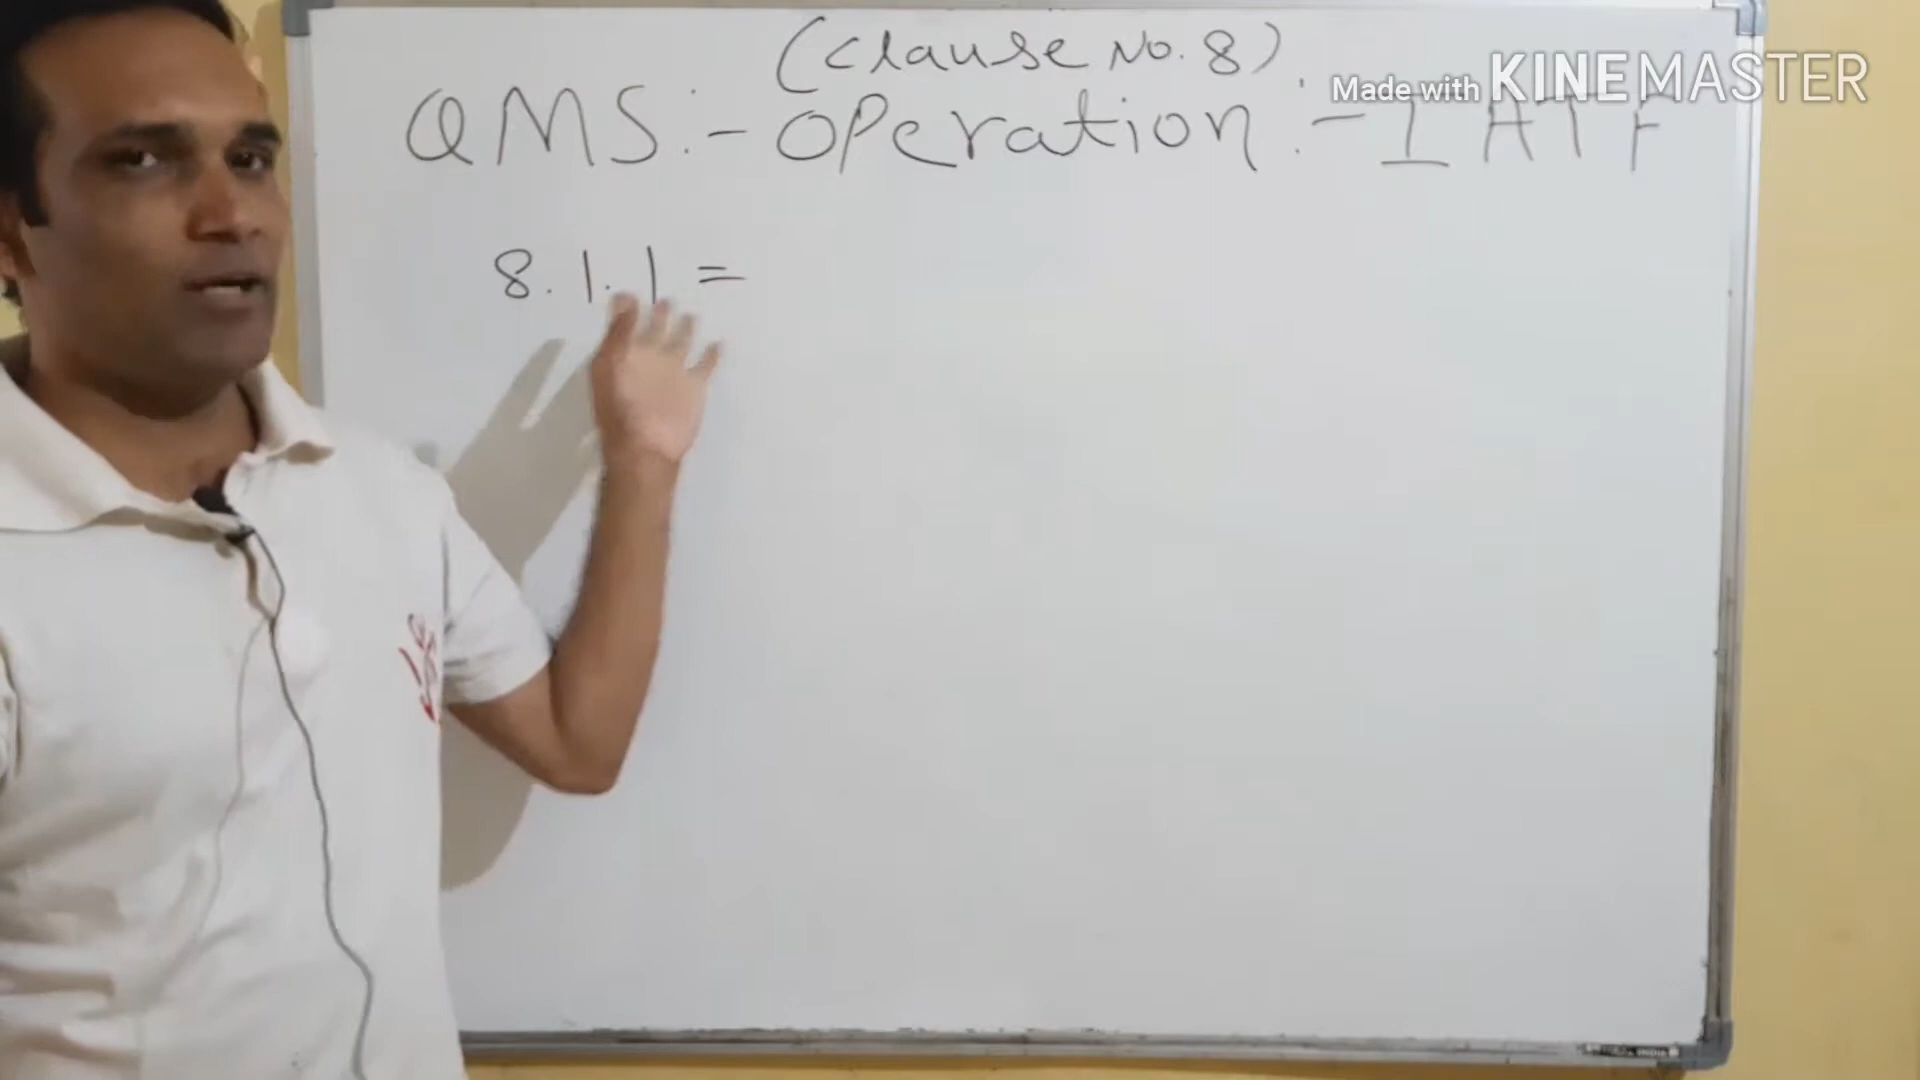 (Clause No. 8)
Made with KINEMASTER
QMS:- Operation:- IATF
8.1.1 =